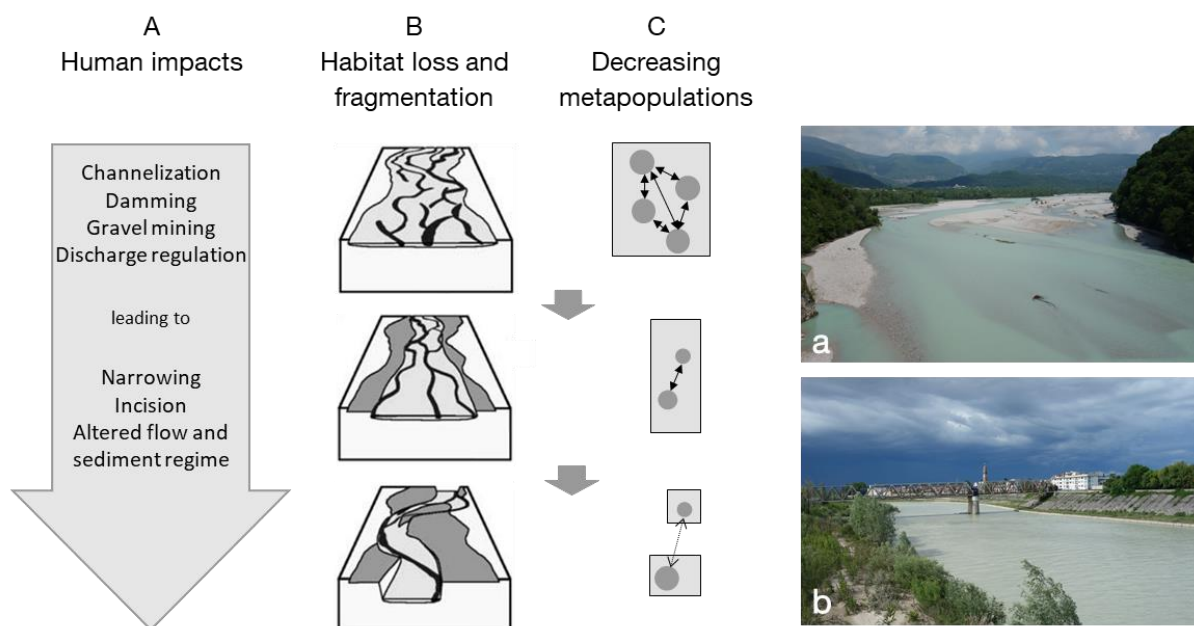 A
Human impacts
B
Habitat loss and
fragmentation
C
Decreasing
metapopulations
Channelization
Damming
Gravel mining
Discharge regulation
leading to
Narrowing
Incision
Altered flow and
sediment regime
a
b